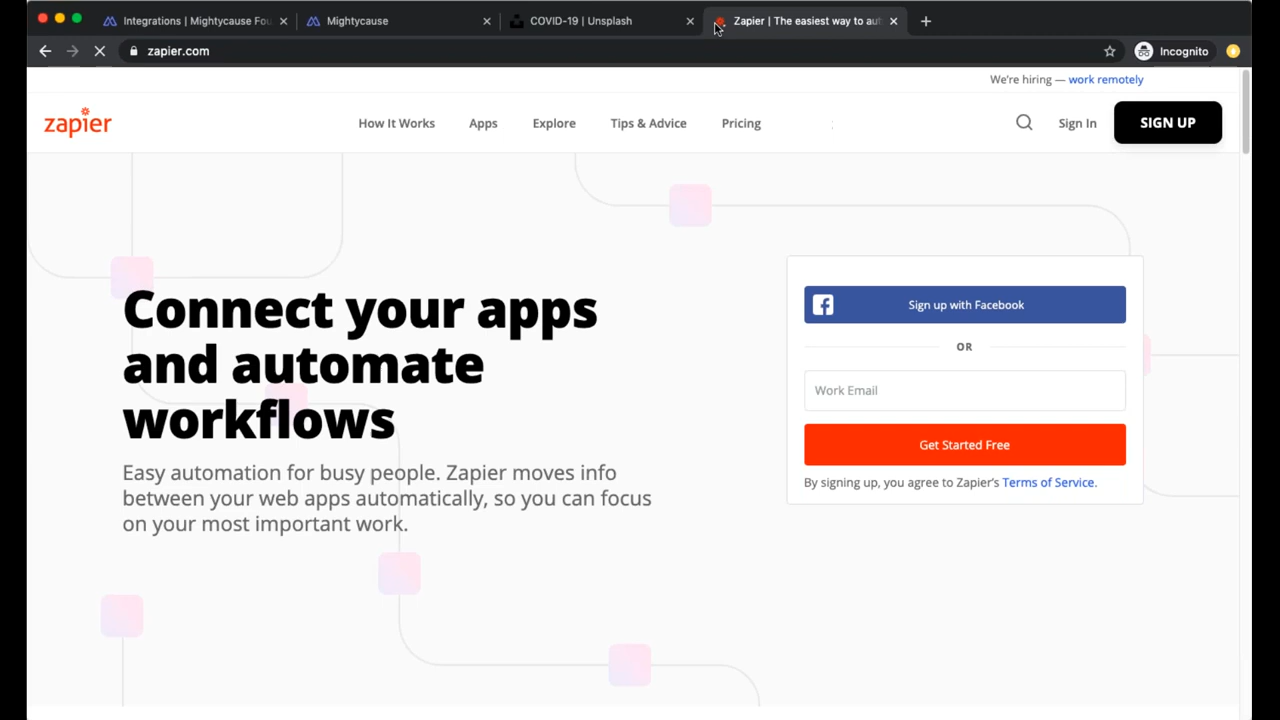 Integrations | Mightycause Fou
Mightycause
COVID-19 | Unsplash
Zapier | The easiest way to aut
zapier.com
Incognito
We're hiring — work remotely
zapier
How It Works
Apps
Explore
Tips & Advice
Pricing
Sign In
SIGN UP
Connect your apps
and automate
workflows
Easy automation for busy people. Zapier moves info
between your web apps automatically, so you can focus
on your most important work.
Sign up with Facebook
OR
Work Email
Get Started Free
By signing up, you agree to Zapier's Terms of Service.